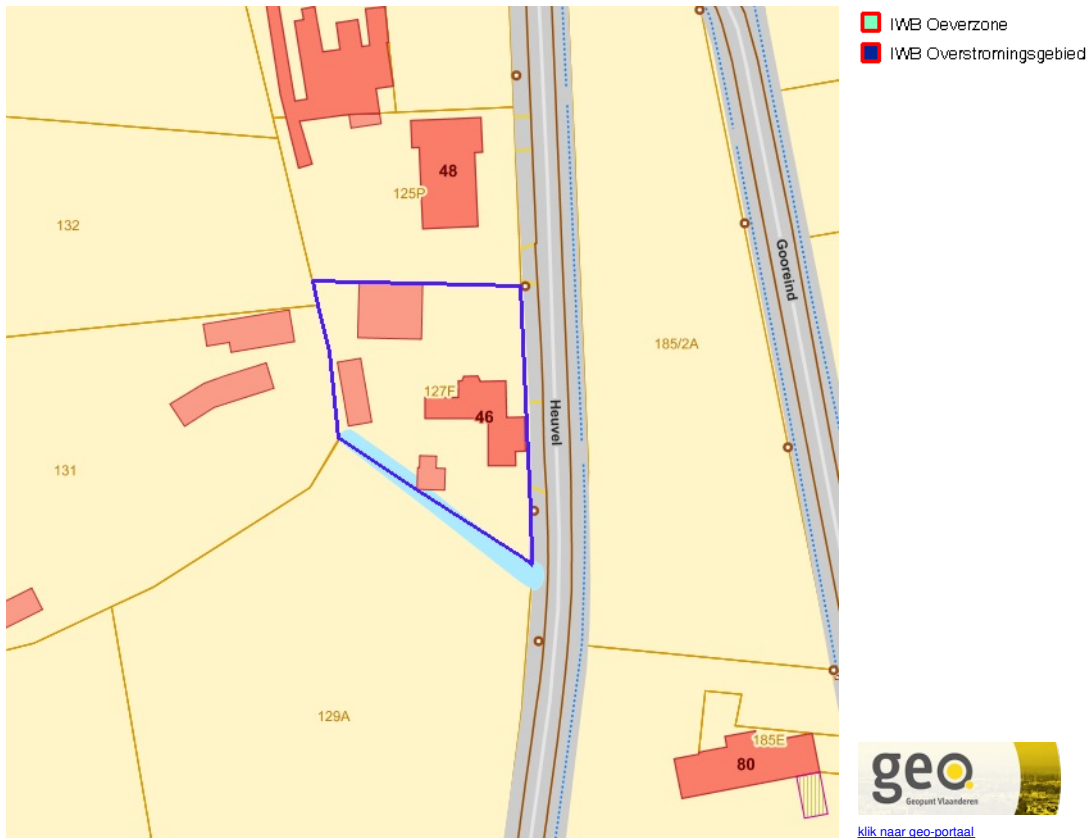 IWB Oeverzone
IWB Overstromingsgebied
48
125P
132
Gooreind
185/2A
127F
46
Heuvel
131
129A
185E
80
geo
Geopunt Vlaanderen
klik naar geo-portaal